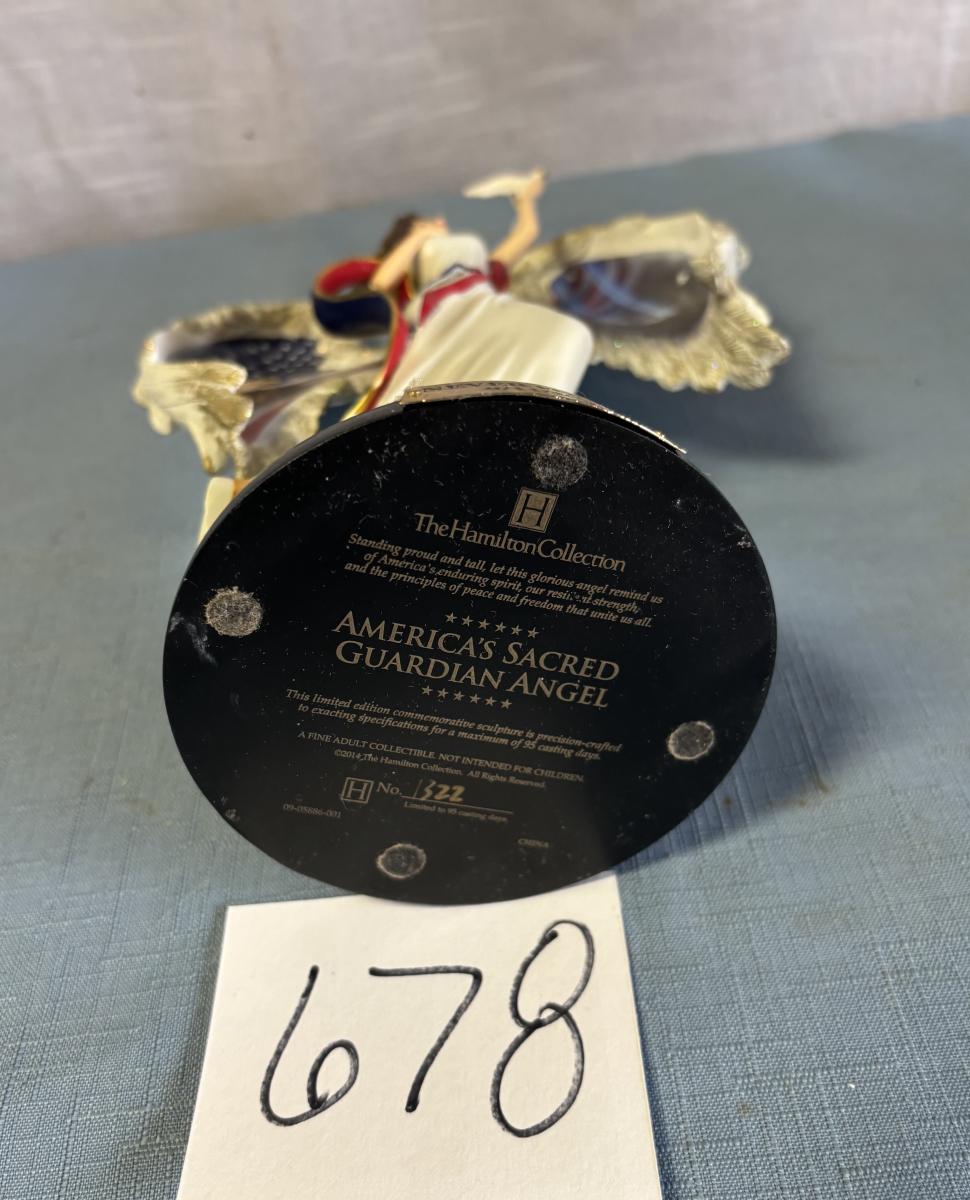 H
The Hamilton Collection
Standing proud and tall, let this glorious angel remind us
of America's enduring spirit, our resilient strength,
and the principles of peace and freedom that unite us all.
★★★★★★
AMERICA'S SACRED
GUARDIAN ANGEL
★★★★★★
This limited edition commemorative sculpture is precision-crafted
to exacting specifications for a maximum of 95 casting days.
A FINE ADULT COLLECTIBLE. NOT INTENDED FOR CHILDREN.
©2014 The Hamilton Collection. All Rights Reserved.
H No. 322
Limited to 95 casting days.
09-05886-001
CHINA
678